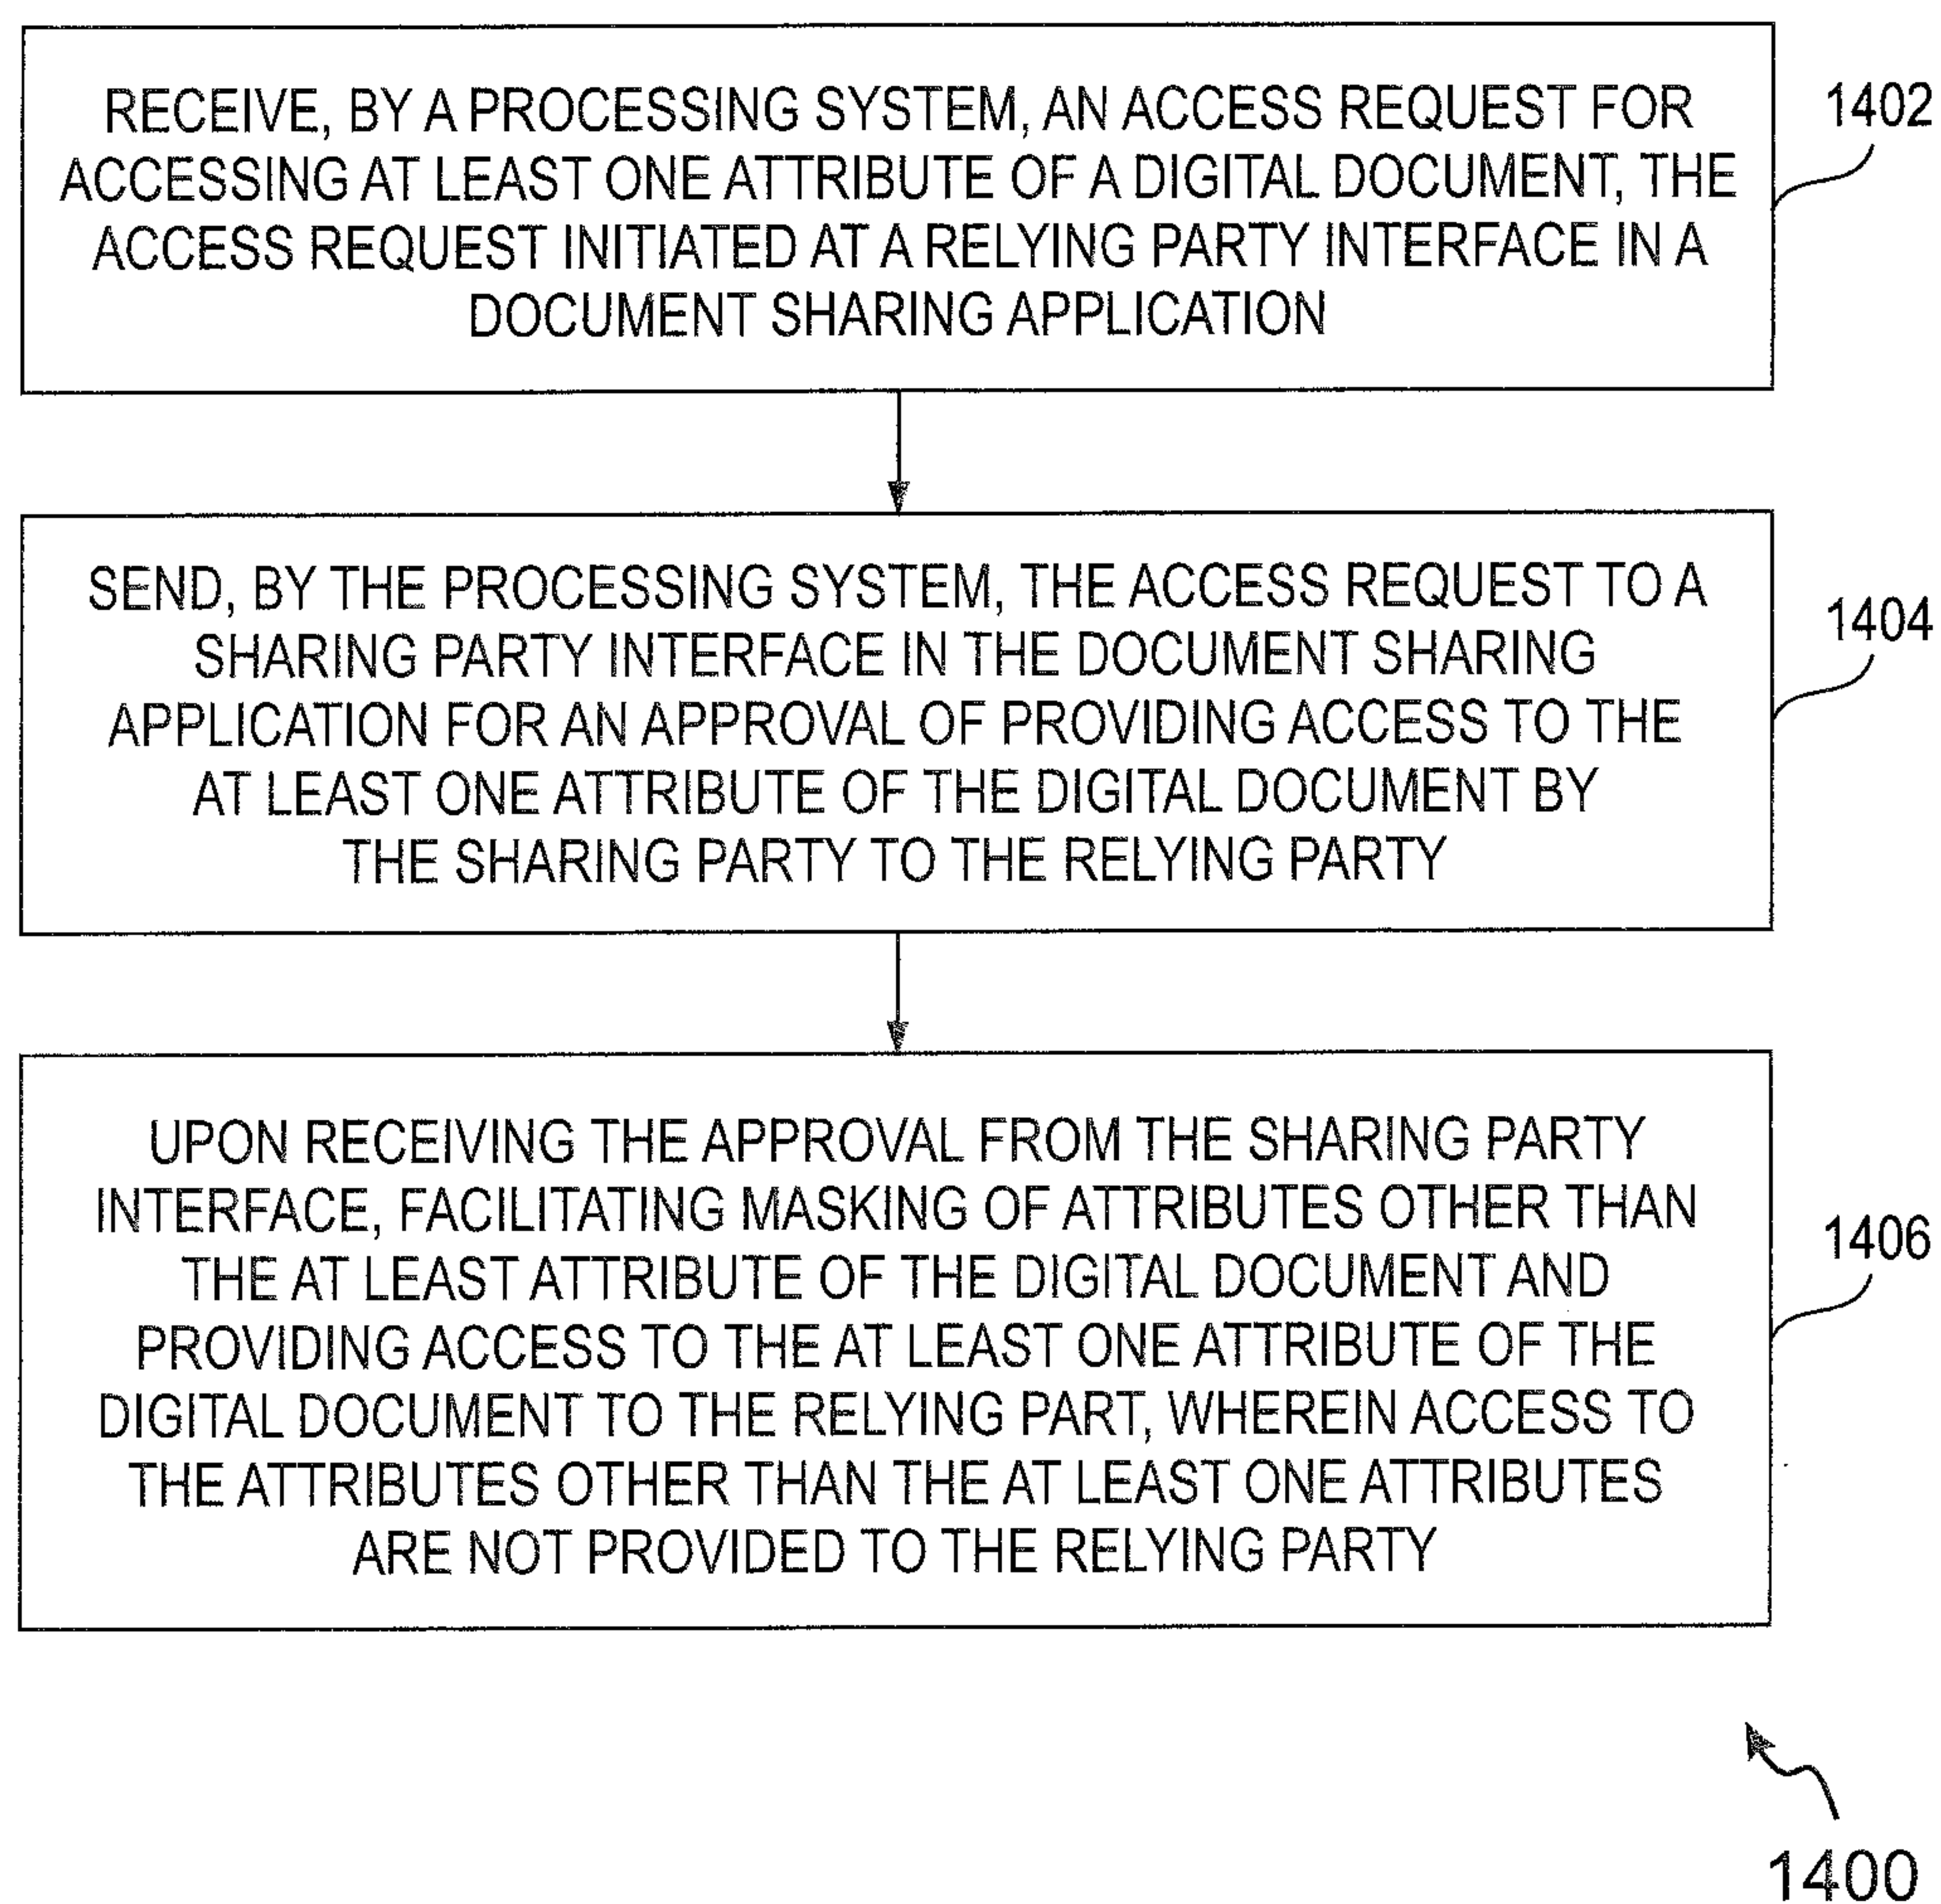 RECEIVE, BY A PROCESSING SYSTEM, AN ACCESS REQUEST FOR
ACCESSING AT LEAST ONE ATTRIBUTE OF A DIGITAL DOCUMENT, THE
ACCESS REQUEST INITIATED AT A RELYING PARTY INTERFACE IN A
DOCUMENT SHARING APPLICATION
1402
SEND, BY THE PROCESSING SYSTEM, THE ACCESS REQUEST TO A
SHARING PARTY INTERFACE IN THE DOCUMENT SHARING
APPLICATION FOR AN APPROVAL OF PROVIDING ACCESS TO THE
AT LEAST ONE ATTRIBUTE OF THE DIGITAL DOCUMENT BY
THE SHARING PARTY TO THE RELYING PARTY
1404
UPON RECEIVING THE APPROVAL FROM THE SHARING PARTY
INTERFACE, FACILITATING MASKING OF ATTRIBUTES OTHER THAN
THE AT LEAST ATTRIBUTE OF THE DIGITAL DOCUMENT AND
PROVIDING ACCESS TO THE AT LEAST ONE ATTRIBUTE OF THE
DIGITAL DOCUMENT TO THE RELYING PART, WHEREIN ACCESS TO
THE ATTRIBUTES OTHER THAN THE AT LEAST ONE ATTRIBUTES
ARE NOT PROVIDED TO THE RELYING PARTY
1406
1400